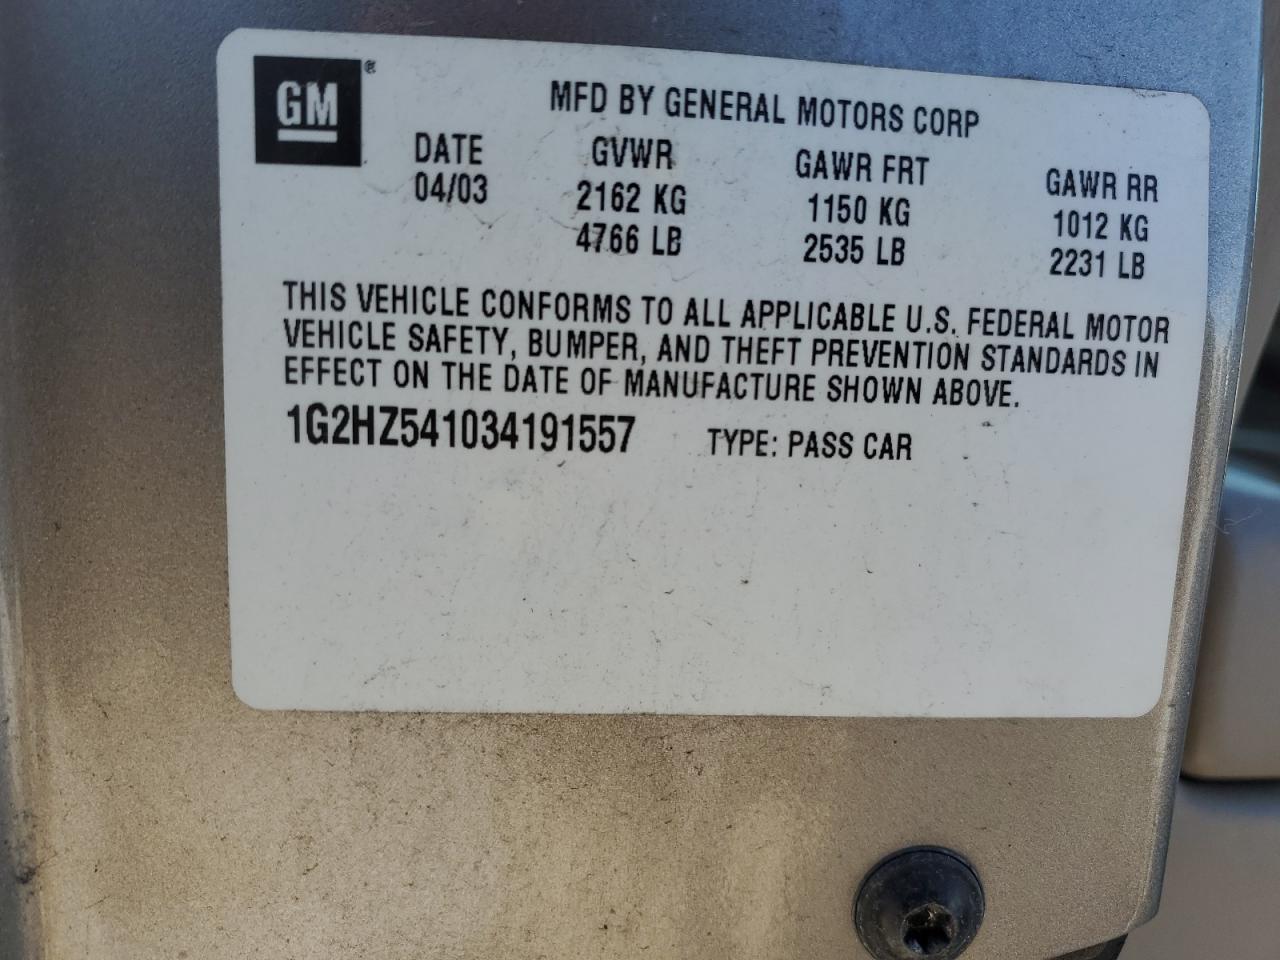 GM®
MFD BY GENERAL MOTORS CORP
DATE GVWR GAWR FRT GAWR RR
04/03 2162 KG 1150 KG 1012 KG
4766 LB 2535 LB 2231 LB
THIS VEHICLE CONFORMS TO ALL APPLICABLE U.S. FEDERAL MOTOR
VEHICLE SAFETY, BUMPER, AND THEFT PREVENTION STANDARDS IN
EFFECT ON THE DATE OF MANUFACTURE SHOWN ABOVE.
1G2HZ541034191557 TYPE: PASS CAR